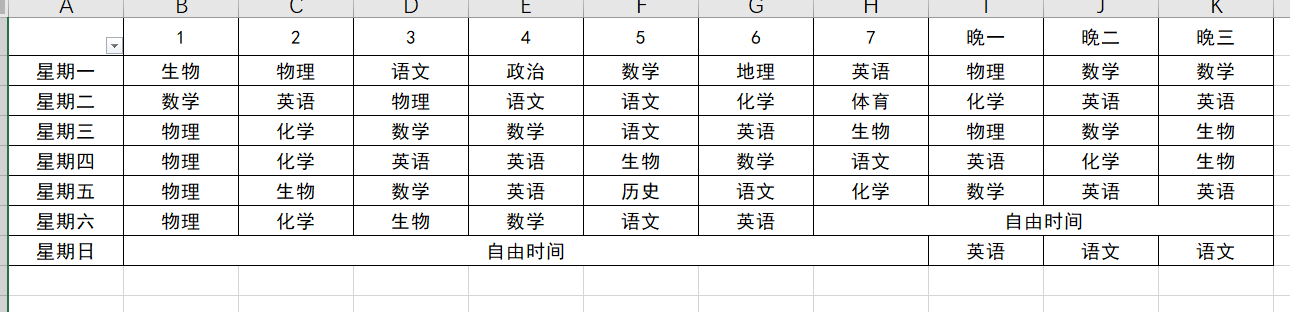 A B C D E F G H I J K
1 2 3 4 5 6 7 晚一 晚二 晚三
星期一 生物 物理 语文 政治 数学 地理 英语 物理 数学 数学
星期二 数学 英语 物理 语文 语文 化学 体育 化学 英语 英语
星期三 物理 化学 数学 数学 语文 英语 生物 物理 数学 生物
星期四 物理 化学 英语 英语 生物 数学 语文 英语 化学 生物
星期五 物理 生物 数学 英语 历史 语文 化学 数学 英语 英语
星期六 物理 化学 生物 数学 语文 英语 自由时间
星期日 自由时间 英语 语文 语文